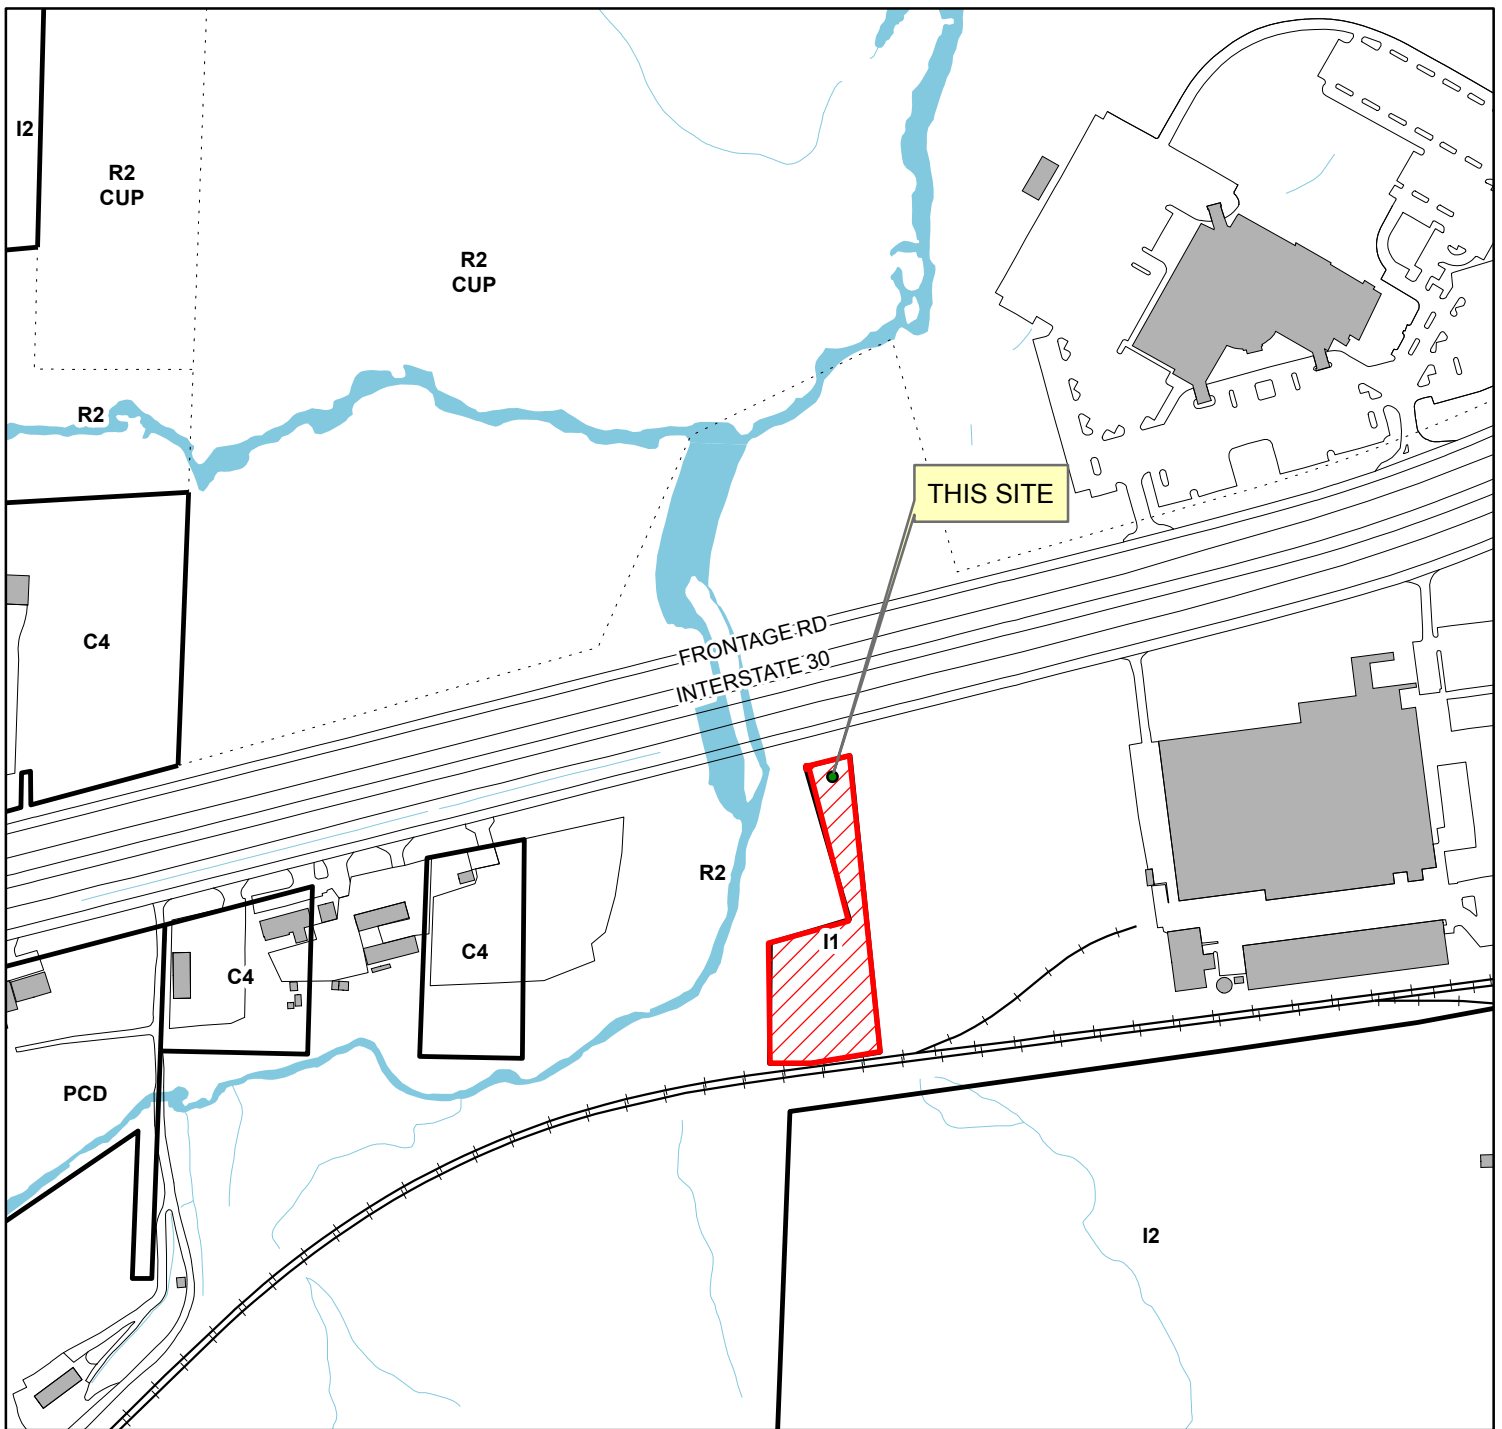 I2
R2
CUP
R2
CUP
R2
THIS SITE
C4
FRONTAGE RD
INTERSTATE 30
R2
I1
C4
C4
PCD
I2